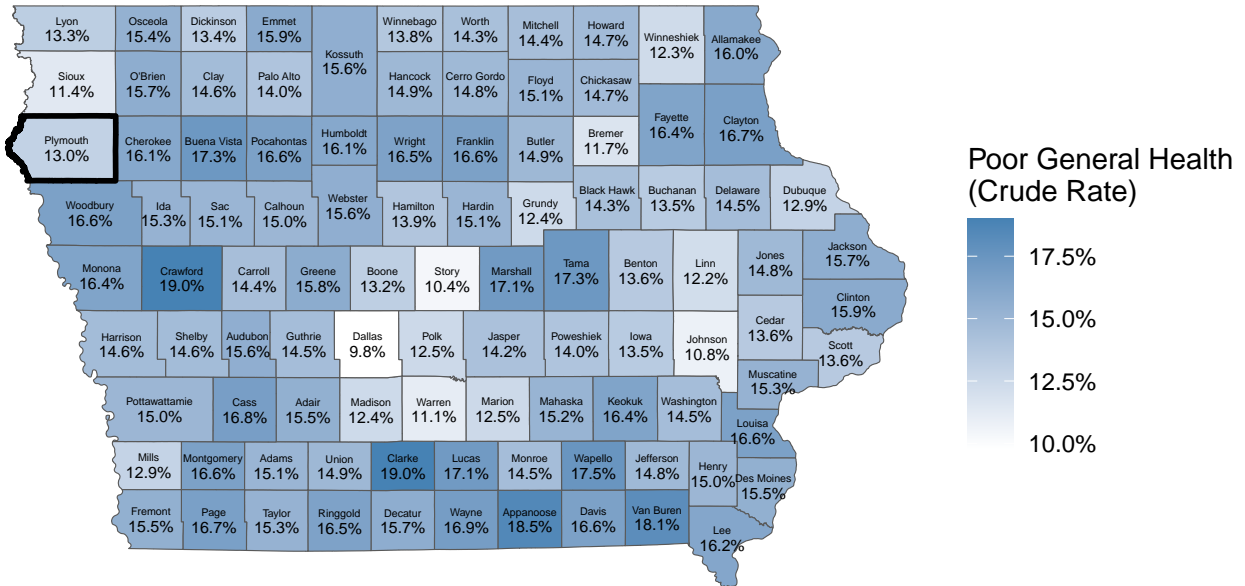 Lyon
13.3%
Osceola
15.4%
Dickinson
13.4%
Emmet
15.9%
Kossuth
15.6%
Winnebago
13.8%
Worth
14.3%
Mitchell
14.4%
Howard
14.7%
Winneshiek
12.3%
Allamakee
16.0%
Sioux
11.4%
O'Brien
15.7%
Clay
14.6%
Palo Alto
14.0%
Hancock
14.9%
Cerro Gordo
14.8%
Floyd
15.1%
Chickasaw
14.7%
Plymouth
13.0%
Cherokee
16.1%
Buena Vista
17.3%
Pocahontas
16.6%
Humboldt
16.1%
Wright
16.5%
Franklin
16.6%
Butler
14.9%
Bremer
11.7%
Fayette
16.4%
Clayton
16.7%
Woodbury
16.6%
Ida
15.3%
Sac
15.1%
Calhoun
15.0%
Webster
15.6%
Hamilton
13.9%
Hardin
15.1%
Grundy
12.4%
Black Hawk
14.3%
Buchanan
13.5%
Delaware
14.5%
Dubuque
12.9%
Monona
16.4%
Crawford
19.0%
Carroll
14.4%
Greene
15.8%
Boone
13.2%
Story
10.4%
Marshall
17.1%
Tama
17.3%
Benton
13.6%
Linn
12.2%
Jones
14.8%
Jackson
15.7%
Clinton
15.9%
Harrison
14.6%
Shelby
14.6%
Audubon
15.6%
Guthrie
14.5%
Dallas
9.8%
Polk
12.5%
Jasper
14.2%
Poweshiek
14.0%
Iowa
13.5%
Johnson
10.8%
Cedar
13.6%
Scott
13.6%
Muscatine
15.3%
Pottawattamie
15.0%
Cass
16.8%
Adair
15.5%
Madison
12.4%
Warren
11.1%
Marion
12.5%
Mahaska
15.2%
Keokuk
16.4%
Washington
14.5%
Louisa
16.6%
Mills
12.9%
Montgomery
16.6%
Adams
15.1%
Union
14.9%
Clarke
19.0%
Lucas
17.1%
Monroe
14.5%
Wapello
17.5%
Jefferson
14.8%
Henry
15.0%
Des Moines
15.5%
Fremont
15.5%
Page
16.7%
Taylor
15.3%
Ringgold
16.5%
Decatur
15.7%
Wayne
16.9%
Appanoose
18.5%
Davis
16.6%
Van Buren
18.1%
Lee
16.2%
Poor General Health
(Crude Rate)
17.5%
15.0%
12.5%
10.0%